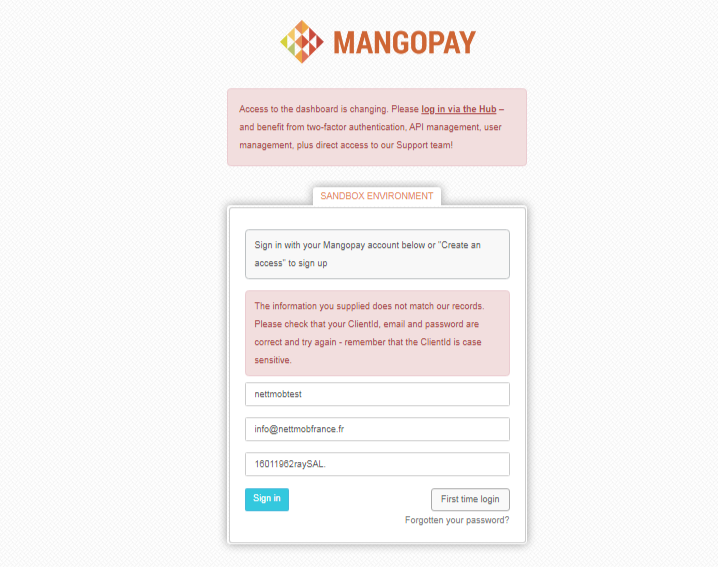 MANGOPAY
Access to the dashboard is changing. Please log in via the Hub –
and benefit from two-factor authentication, API management, user
management, plus direct access to our Support team!
SANDBOX ENVIRONMENT
Sign in with your Mangopay account below or "Create an
access" to sign up
The information you supplied does not match our records.
Please check that your ClientId, email and password are
correct and try again - remember that the ClientId is case
sensitive.
nettmobtest
info@nettmobfrance.fr
16011962raySAL.
Sign in
First time login
Forgotten your password?